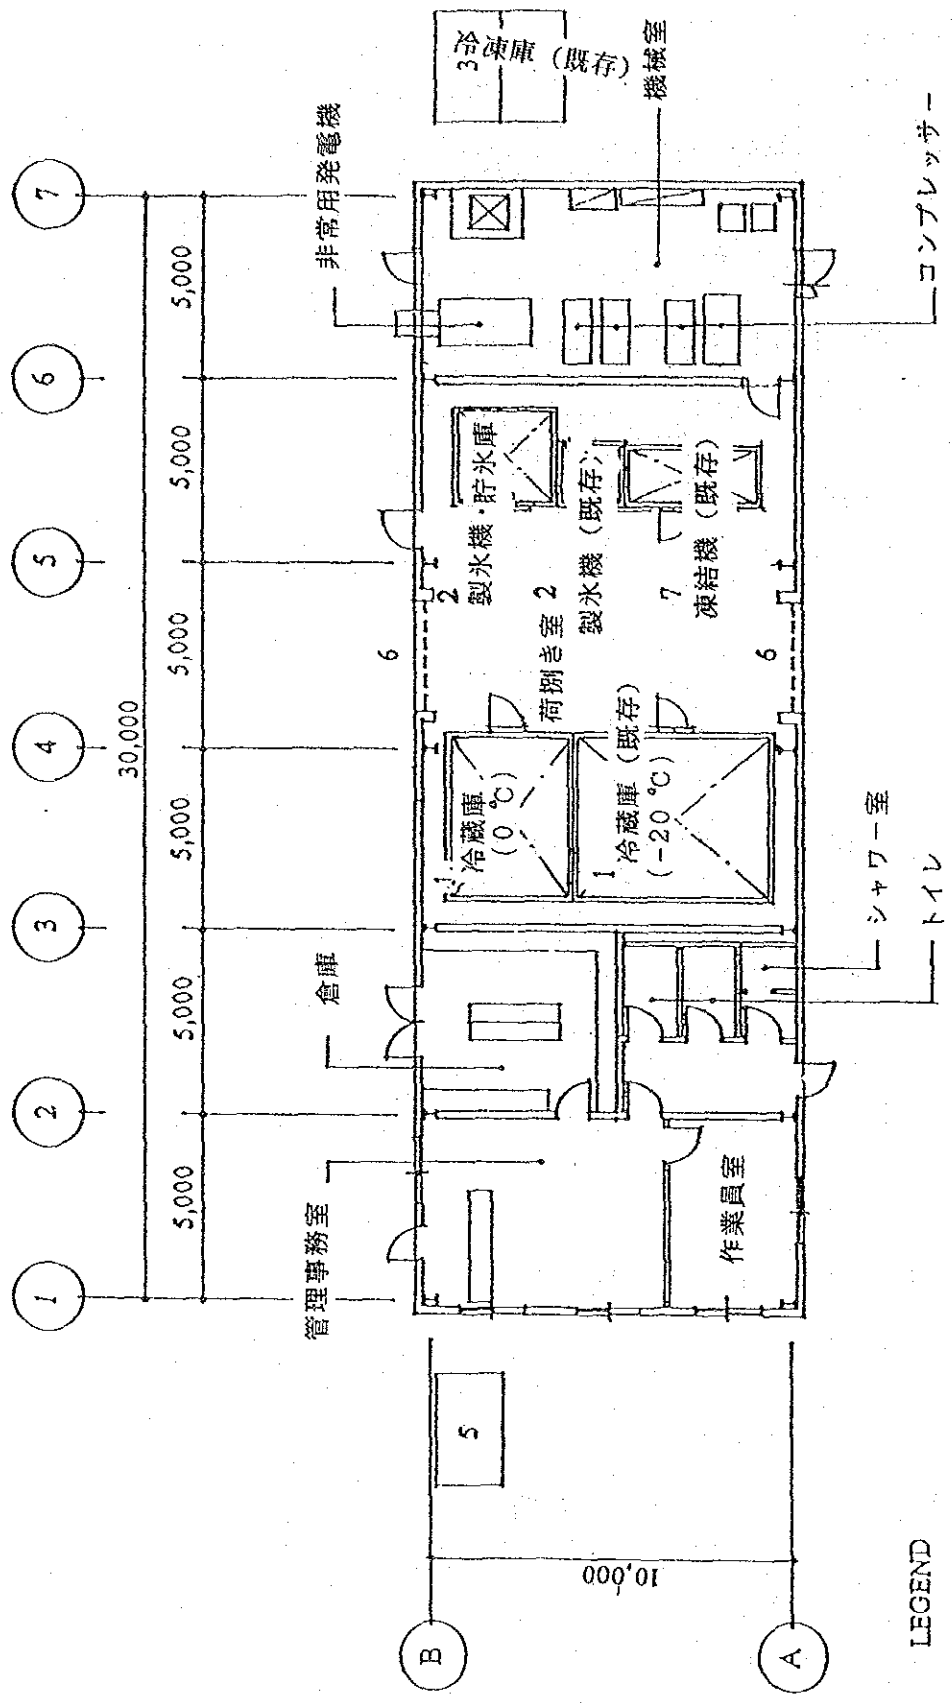 1
2
3
4
5
6
7
30,000
5,000
5,000
5,000
5,000
5,000
5,000
管理事務室
倉庫
非常用発電機
冷凍庫 (既存)
3
機械室
6
2
製氷機・貯氷庫
1
冷蔵庫
(0 ℃)
荷捌き室
2
製氷機 (既存)
1
冷蔵庫 (既存)
(-20 ℃)
7
凍結機 (既存)
作業員室
6
シャワー室
トイレ
コンプレッサー
5
B
A
10,000
LEGEND